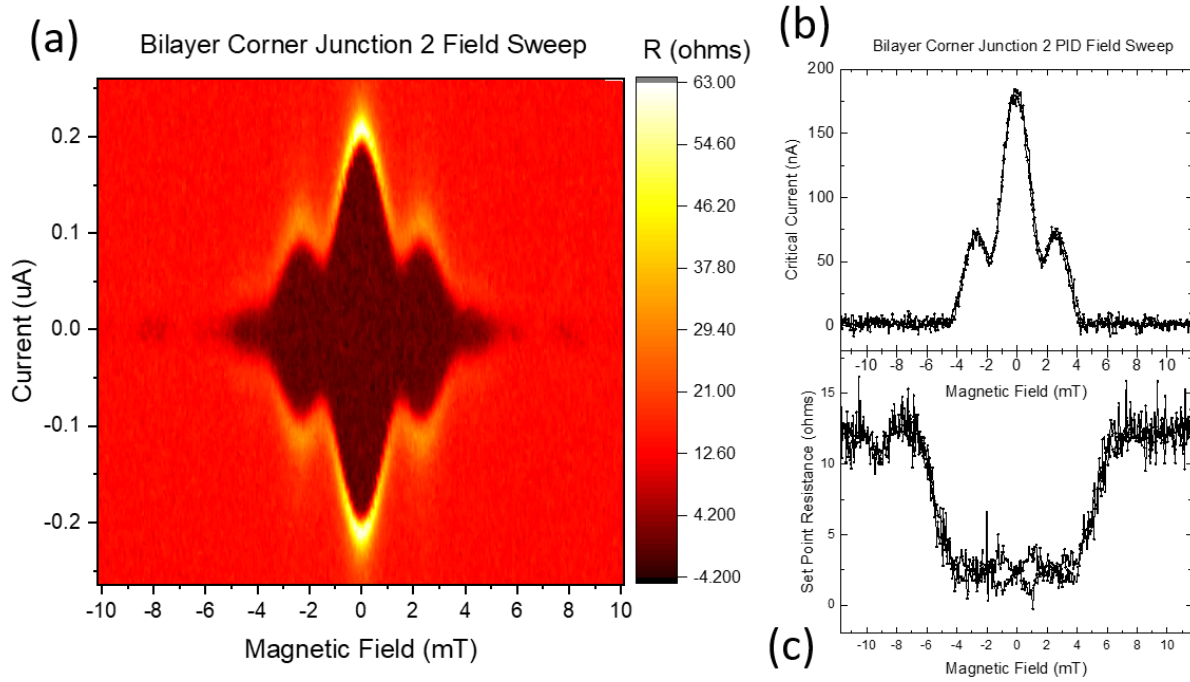 (a)
Bilayer Corner Junction 2 Field Sweep
R (ohms)
63.00
54.60
46.20
37.80
29.40
21.00
12.60
4.200
-4.200
0.2
0.1
0.0
-0.1
-0.2
Current (uA)
-10 -8 -6 -4 -2 0 2 4 6 8 10
Magnetic Field (mT)
(b)
Bilayer Corner Junction 2 PID Field Sweep
200
150
100
50
0
Critical Current (nA)
-10 -8 -6 -4 -2 0 2 4 6 8 10
Magnetic Field (mT)
15
10
5
0
Set Point Resistance (ohms)
-10 -8 -6 -4 -2 0 2 4 6 8 10
Magnetic Field (mT)
(c)